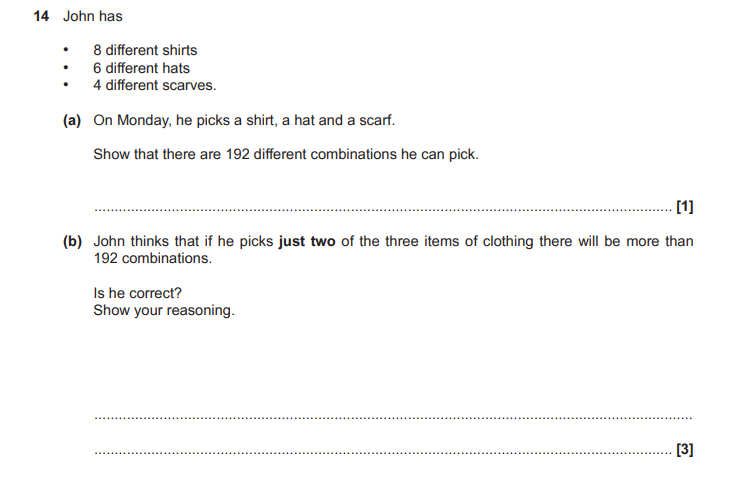 14 John has
• 8 different shirts
• 6 different hats
• 4 different scarves.
(a) On Monday, he picks a shirt, a hat and a scarf.
Show that there are 192 different combinations he can pick.
[1]
(b) John thinks that if he picks just two of the three items of clothing there will be more than
192 combinations.
Is he correct?
Show your reasoning.
[3]